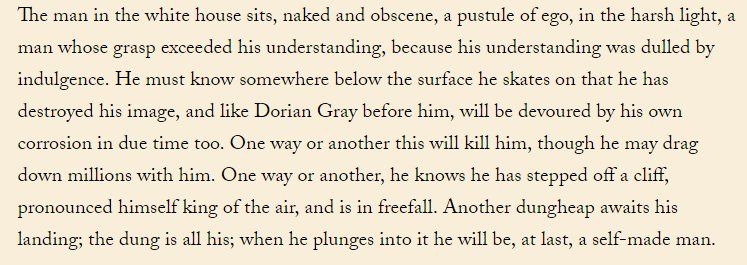 The man in the white house sits, naked and obscene, a pustule of ego, in the harsh light, a
man whose grasp exceeded his understanding, because his understanding was dulled by
indulgence. He must know somewhere below the surface he skates on that he has
destroyed his image, and like Dorian Gray before him, will be devoured by his own
corrosion in due time too. One way or another this will kill him, though he may drag
down millions with him. One way or another, he knows he has stepped off a cliff,
pronounced himself king of the air, and is in freefall. Another dungheap awaits his
landing; the dung is all his; when he plunges into it he will be, at last, a self-made man.